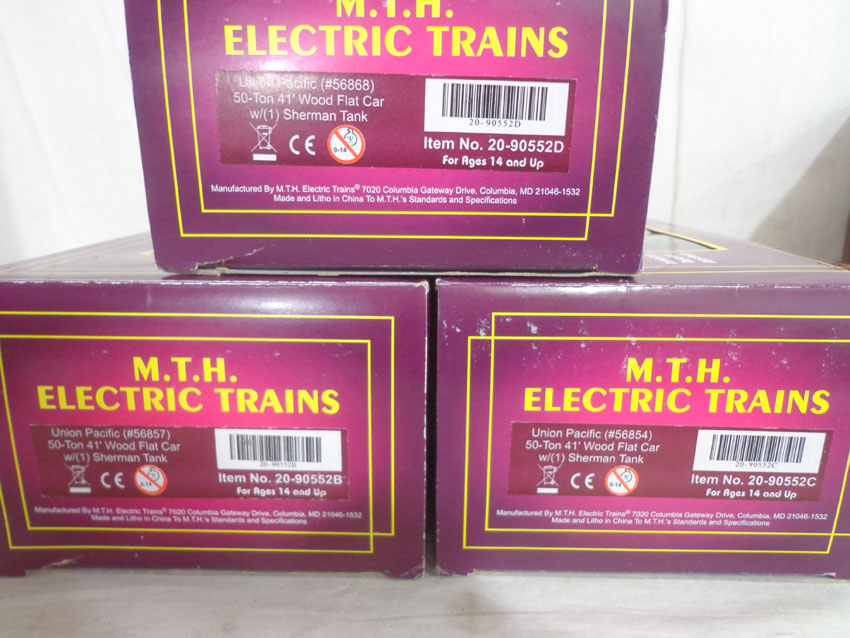 M.T.H.
ELECTRIC TRAINS
Union Pacific (#56868)
50-Ton 41' Wood Flat Car
w/(1) Sherman Tank
CE
0-14
20-90552D
Item No. 20-90552D
For Ages 14 and Up
Manufactured By M.T.H. Electric Trains® 7020 Columbia Gateway Drive, Columbia, MD 21046-1532
Made and Litho in China To M.T.H.'s Standards and Specifications
M.T.H.
ELECTRIC TRAINS
Union Pacific (#56857)
50-Ton 41' Wood Flat Car
w/(1) Sherman Tank
CE
0-14
20-90552B
Item No. 20-90552B
For Ages 14 and Up
Manufactured By M.T.H. Electric Trains® 7020 Columbia Gateway Drive, Columbia, MD 21046-1532
Made and Litho in China To M.T.H.'s Standards and Specifications
M.T.H.
ELECTRIC TRAINS
Union Pacific (#56854)
50-Ton 41' Wood Flat Car
w/(1) Sherman Tank
CE
0-14
20-90552C
Item No. 20-90552C
For Ages 14 and Up
Manufactured By M.T.H. Electric Trains® 7020 Columbia Gateway Drive, Columbia, MD 21046-1532
Made and Litho in China To M.T.H.'s Standards and Specifications